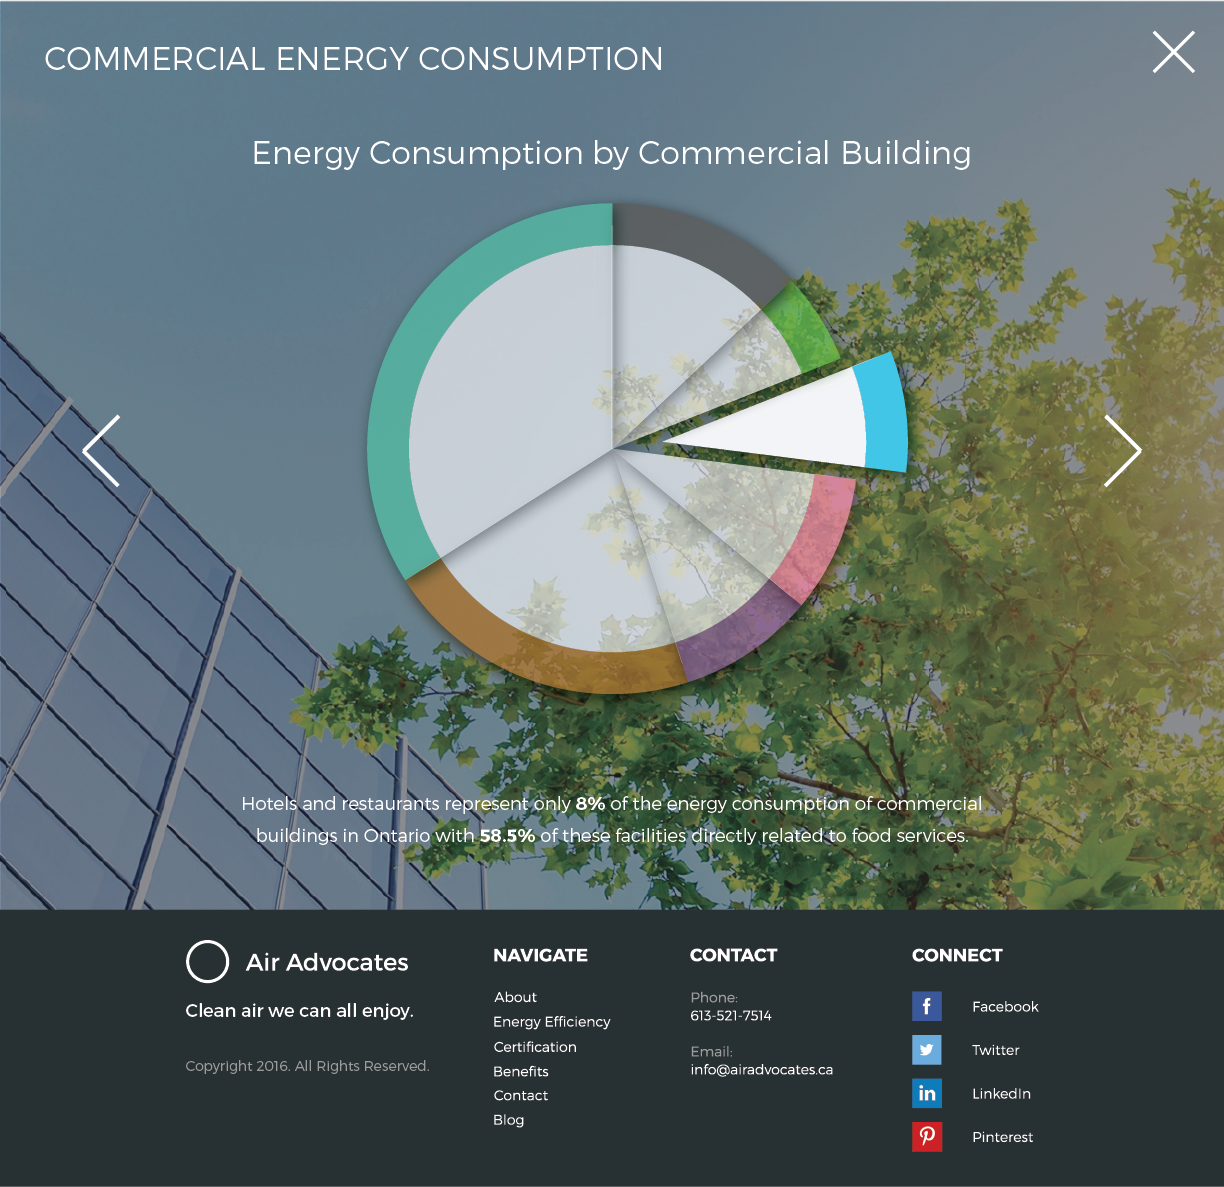 COMMERCIAL ENERGY CONSUMPTION
Energy Consumption by Commercial Building
Hotels and restaurants represent only 8% of the energy consumption of commercial
buildings in Ontario with 58.5% of these facilities directly related to food services.
Air Advocates
Clean air we can all enjoy.
Copyright 2016. All Rights Reserved.
NAVIGATE
About
Energy Efficiency
Certification
Benefits
Contact
Blog
CONTACT
Phone:
613-521-7514
Email:
info@airadvocates.ca
CONNECT
f Facebook
Twitter
in LinkedIn
Pinterest